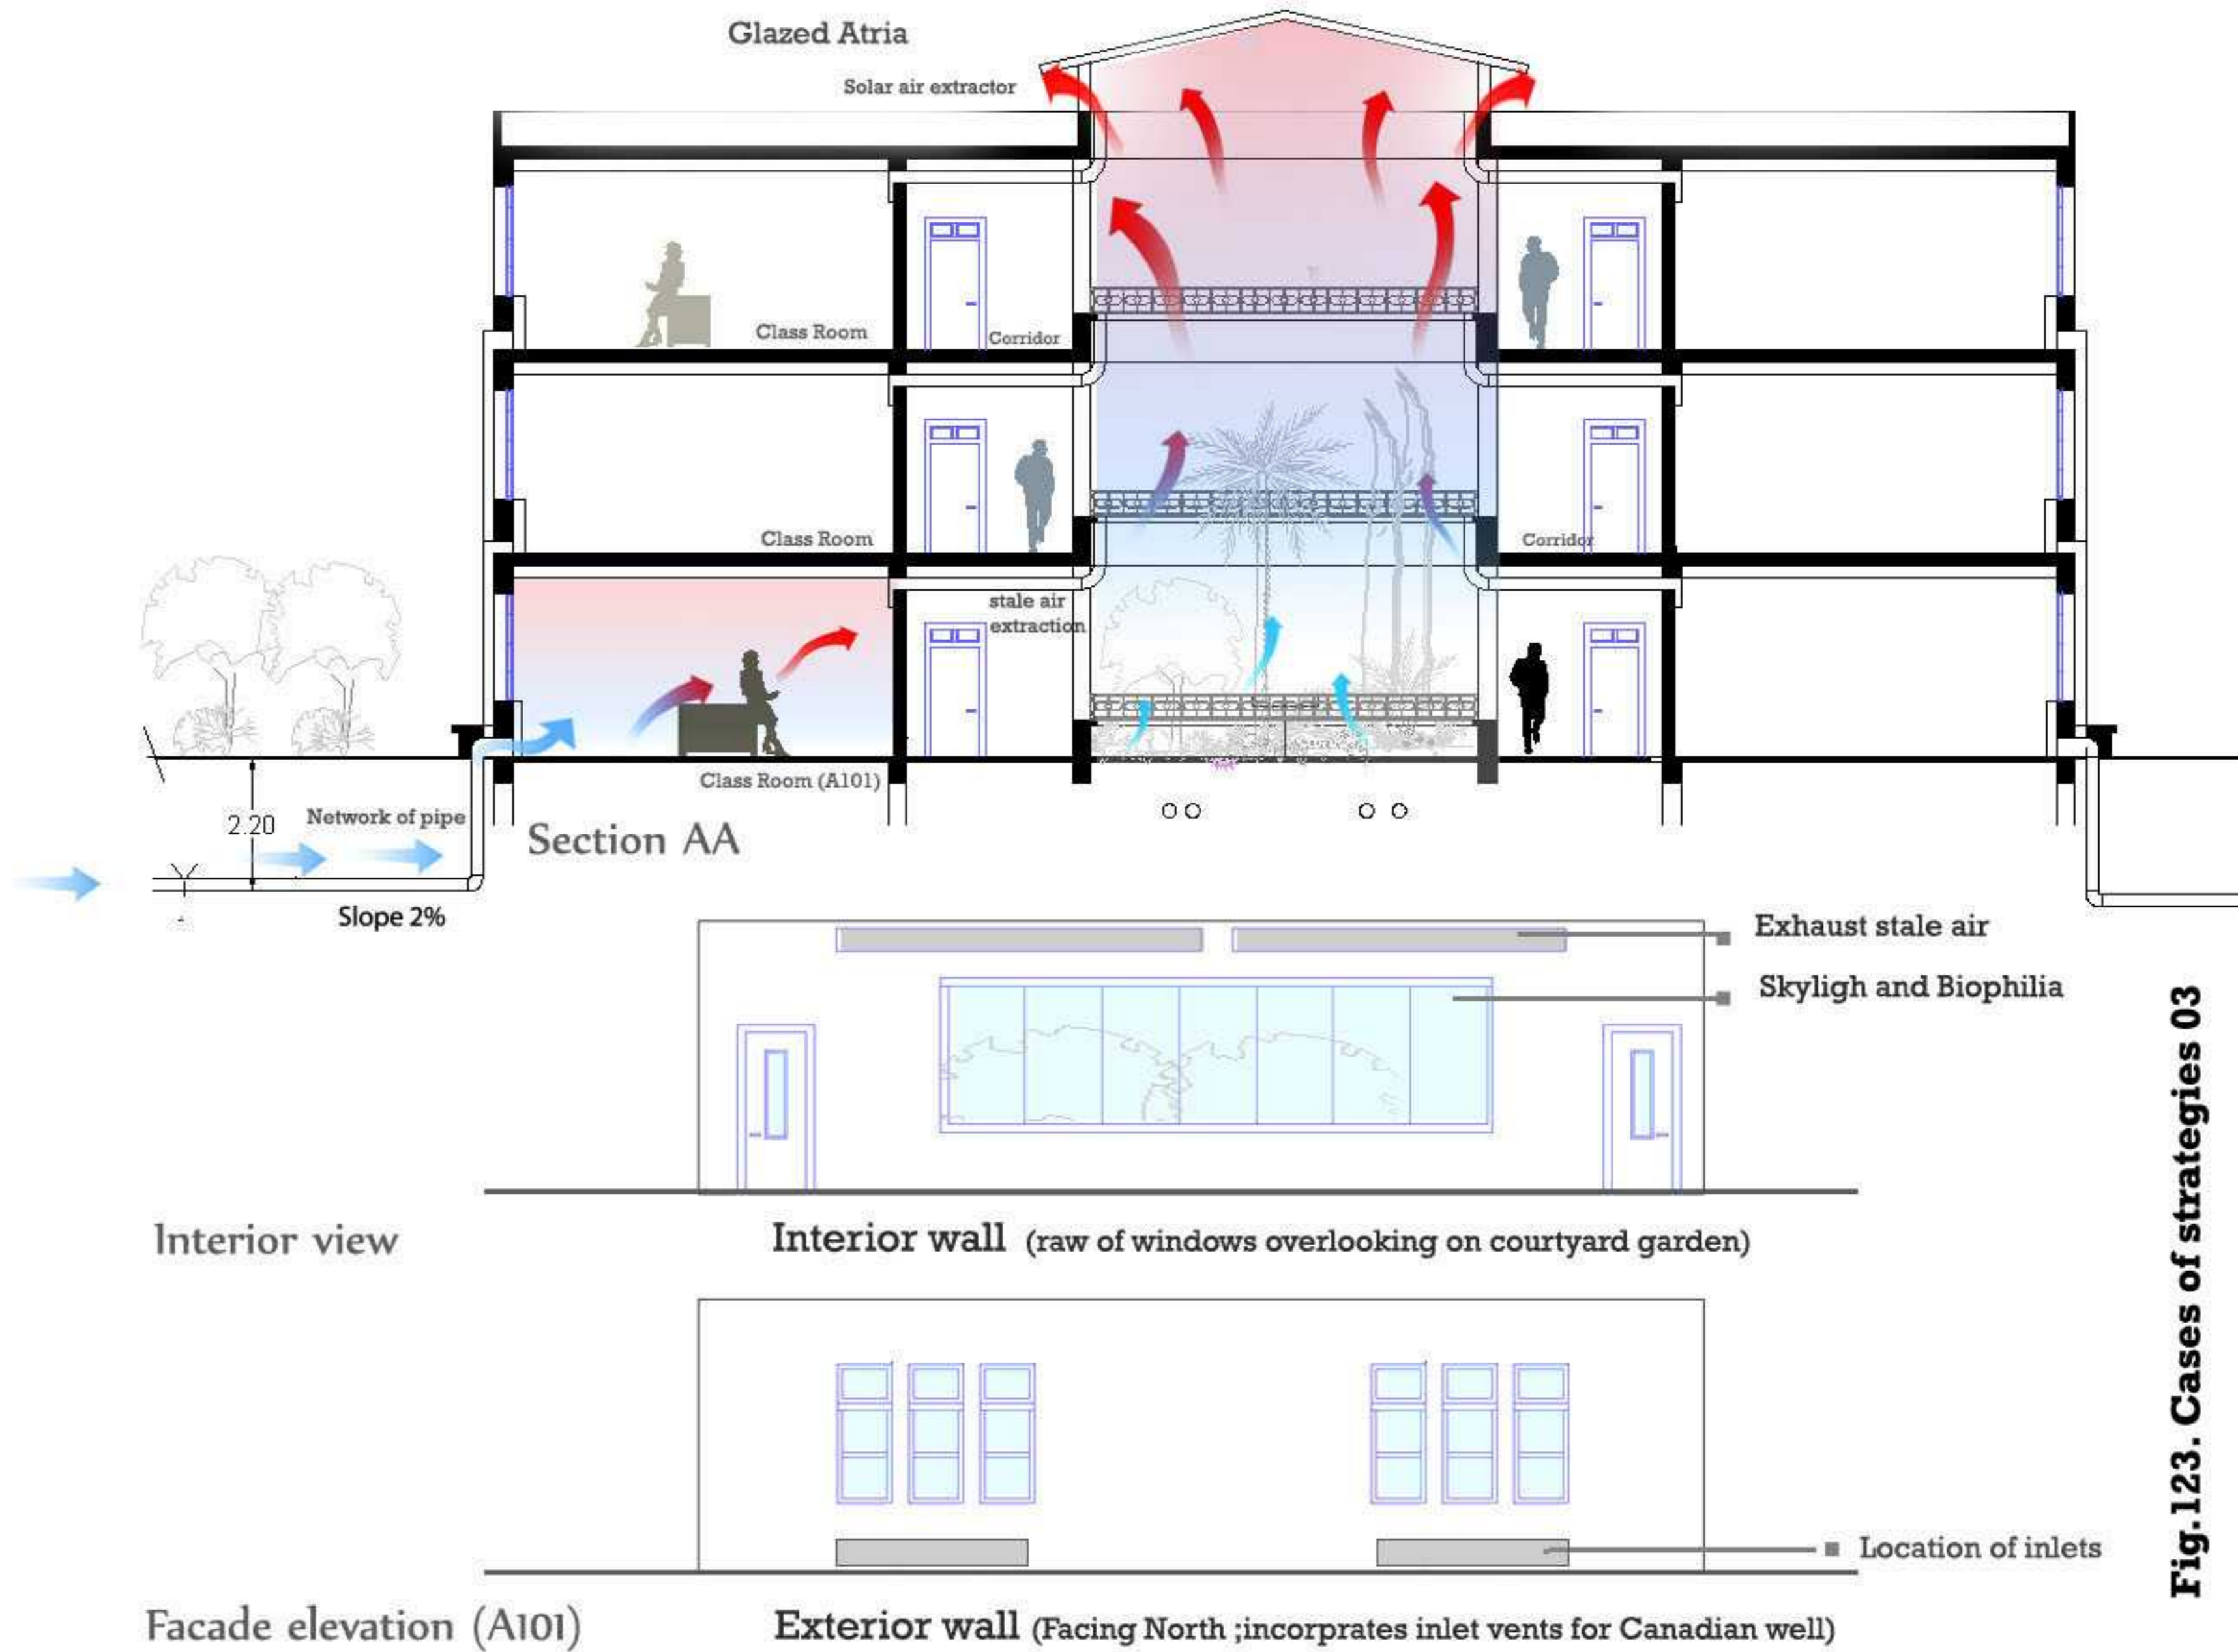 Glazed Atria
Solar air extractor
Class Room
Corridor
Class Room
Corridor
stale air
extraction
Class Room (A101)
2.20
Network of pipe
Section AA
Slope 2%
Exhaust stale air
Skyligh and Biophilia
Interior view
Interior wall (raw of windows overlooking on courtyard garden)
Location of inlets
Facade elevation (A101)
Exterior wall (Facing North ;incorprates inlet vents for Canadian well)
Fig.123. Cases of strategies 03